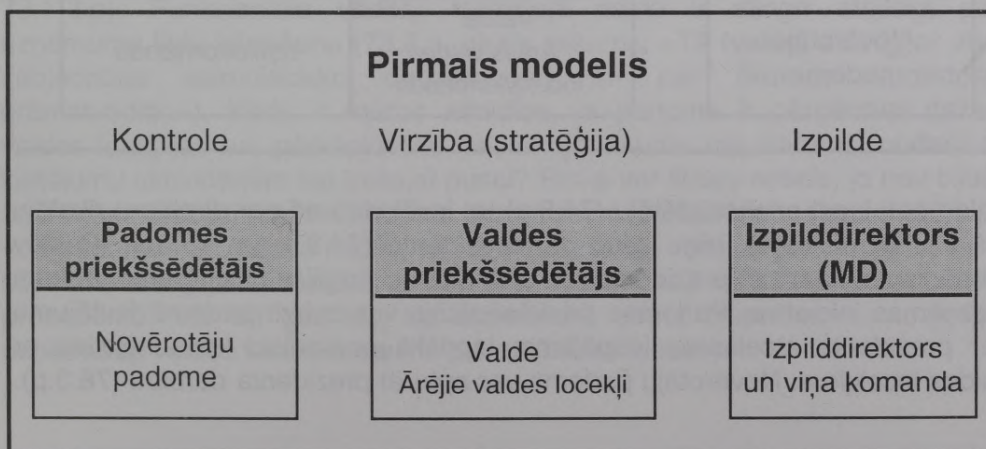 Pirmais modelis
Kontrole
Virzība (stratēģija)
Izpilde
Padomes
priekšsēdētājs
Novērotāju
padome
Valdes
priekšsēdētājs
Valde
Ārējie valdes locekļi
Izpilddirektors
(MD)
Izpilddirektors
un viņa komanda